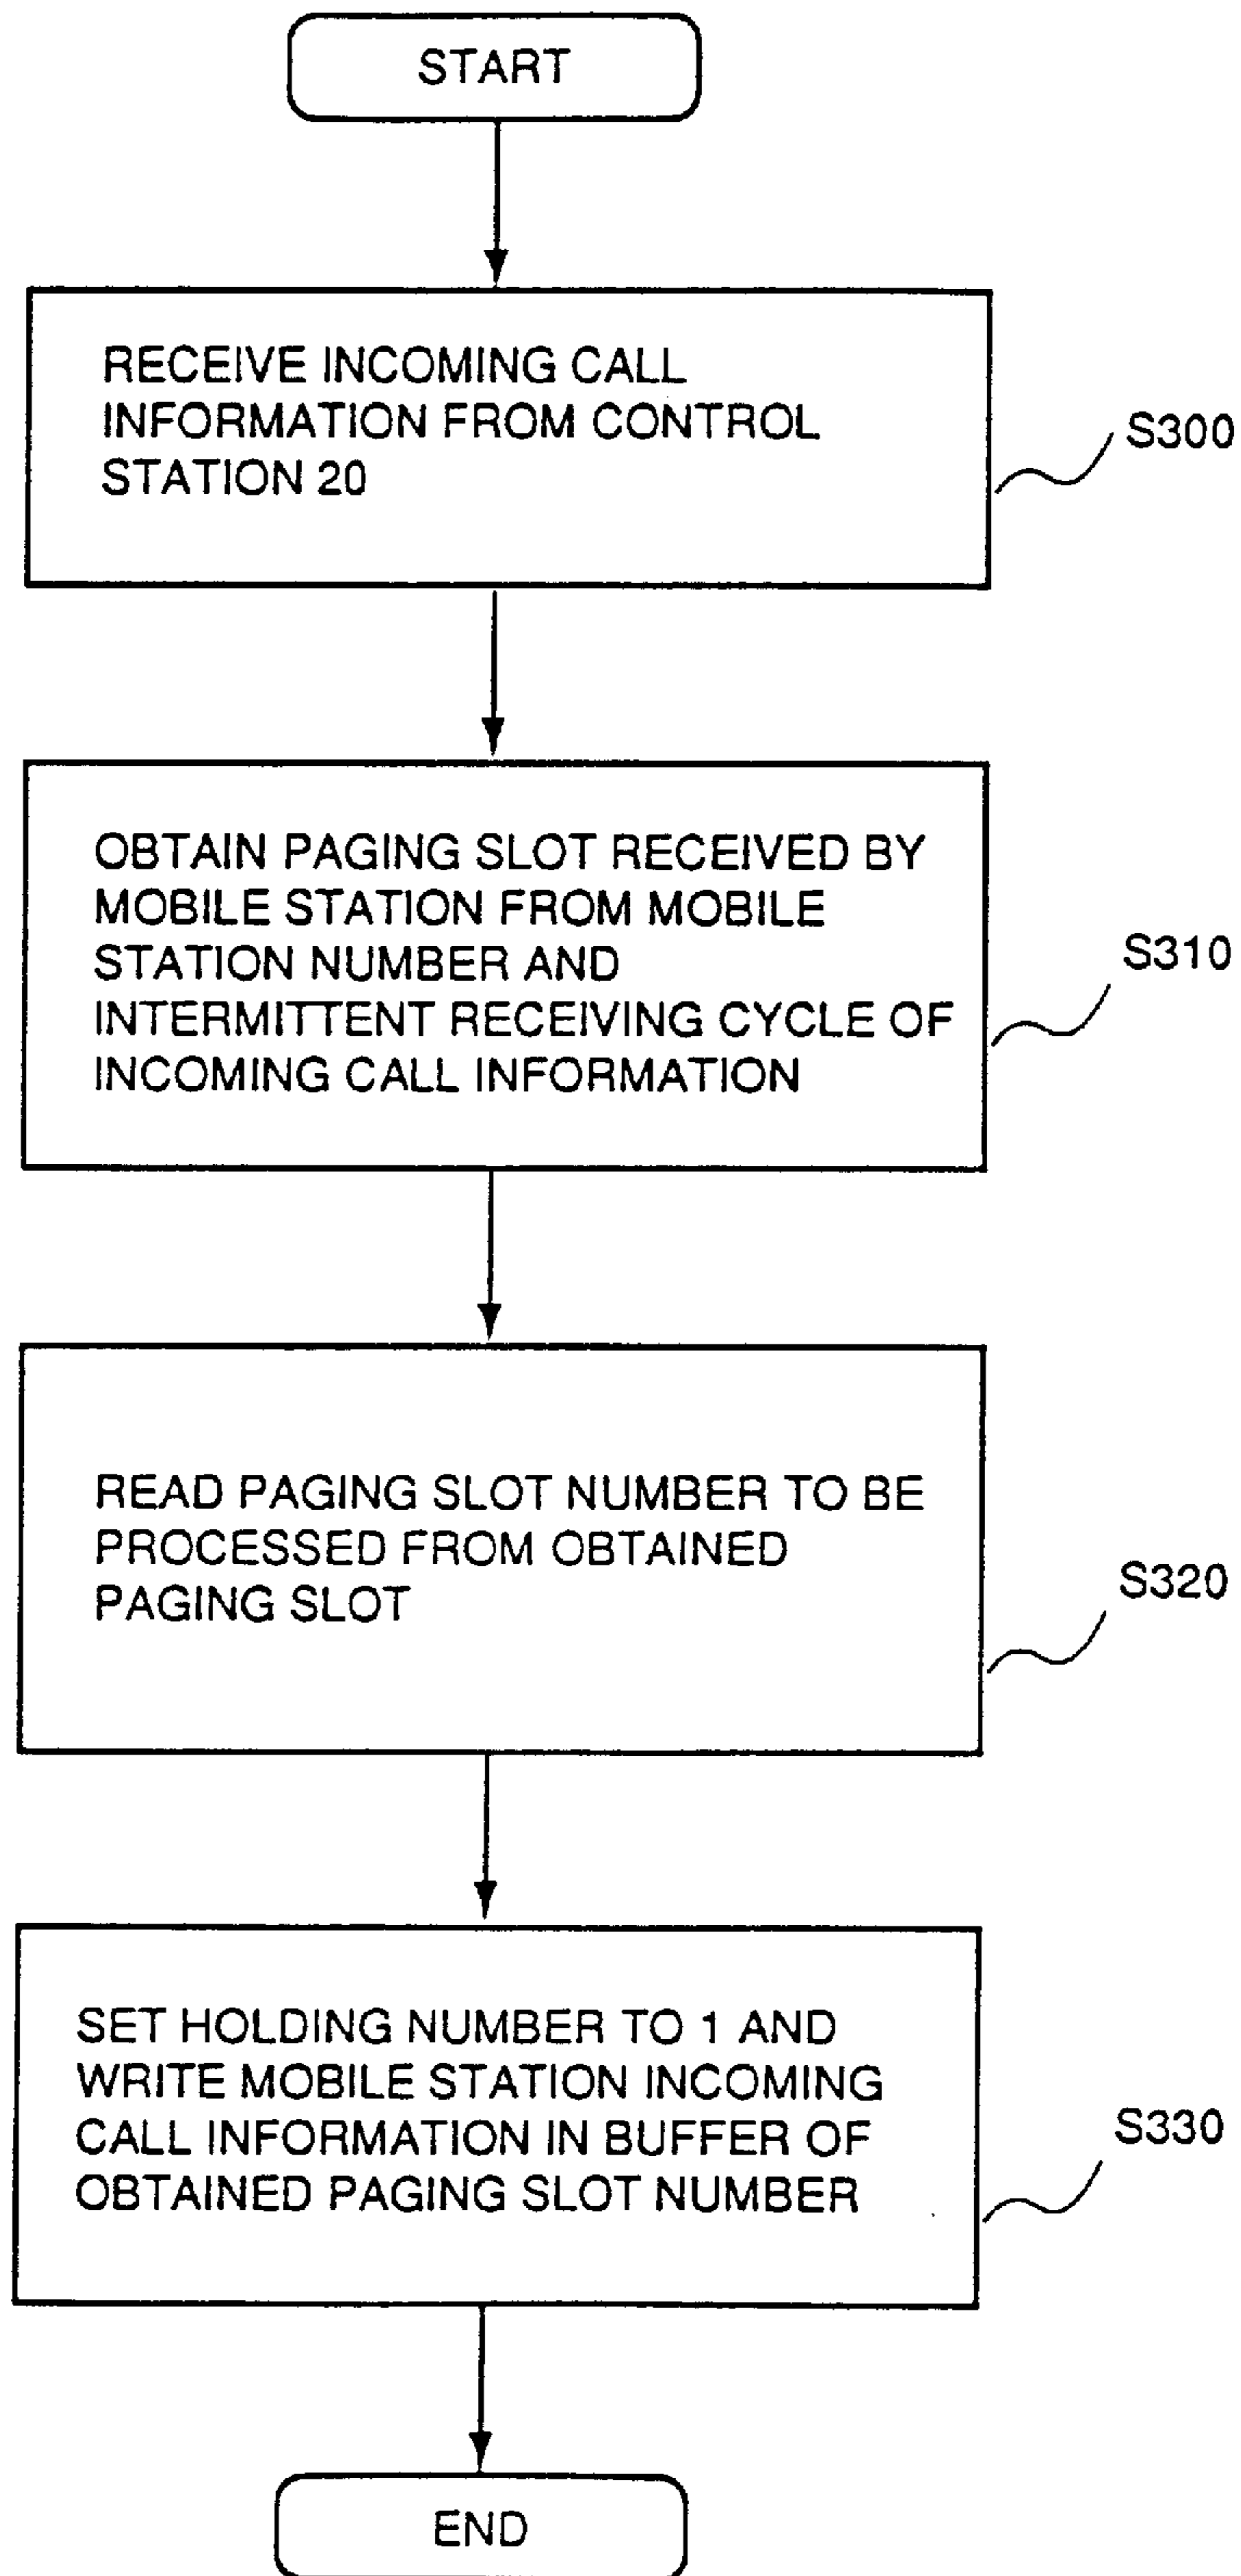 START
RECEIVE INCOMING CALL
INFORMATION FROM CONTROL
STATION 20
S300
OBTAIN PAGING SLOT RECEIVED BY
MOBILE STATION FROM MOBILE
STATION NUMBER AND
INTERMITTENT RECEIVING CYCLE OF
INCOMING CALL INFORMATION
S310
READ PAGING SLOT NUMBER TO BE
PROCESSED FROM OBTAINED
PAGING SLOT
S320
SET HOLDING NUMBER TO 1 AND
WRITE MOBILE STATION INCOMING
CALL INFORMATION IN BUFFER OF
OBTAINED PAGING SLOT NUMBER
S330
END